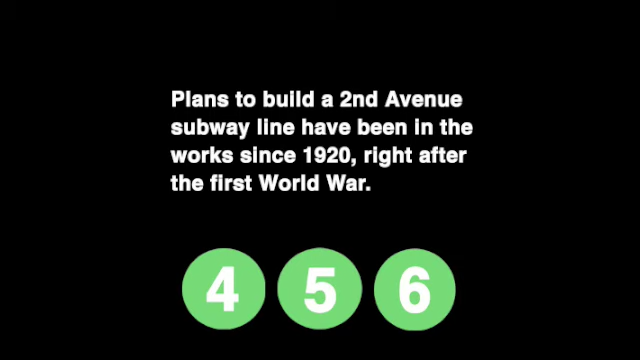 Plans to build a 2nd Avenue
subway line have been in the
works since 1920, right after
the first World War.
4 5 6